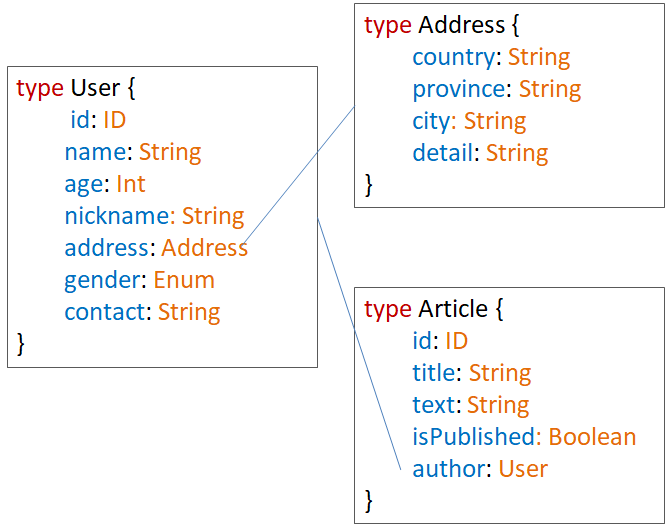 type User {
id: ID
name: String
age: Int
nickname: String
address: Address
gender: Enum
contact: String
}
type Address {
country: String
province: String
city: String
detail: String
}
type Article {
id: ID
title: String
text: String
isPublished: Boolean
author: User
}